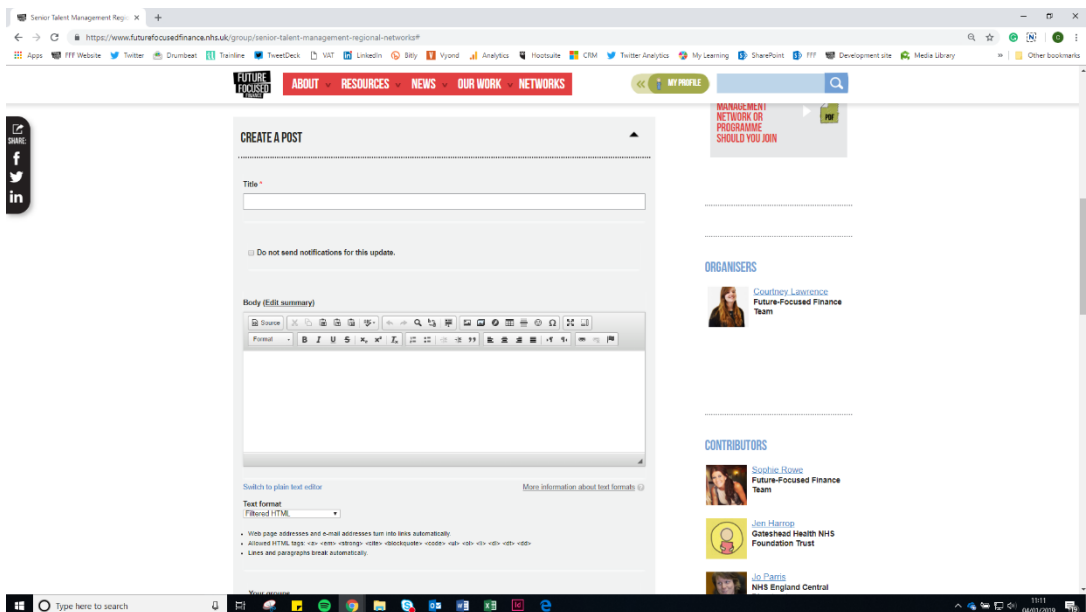 Senior Talent Management Regio
https://www.futurefocusedfinance.nhs.uk/group/senior-talent-management-regional-networks#
Apps FFF Website Twitter Drumbeat Trainline TweetDeck VAT LinkedIn Bitly Vyond Analytics Hootsuite CRM Twitter Analytics My Learning SharePoint FFF Development site Media Library » Other bookmarks
FUTURE FOCUSED FINANCE
ABOUT RESOURCES NEWS OUR WORK NETWORKS
MY PROFILE
MANAGEMENT
NETWORK OR
PROGRAMME
SHOULD YOU JOIN
PDF
SHARE:
CREATE A POST
Title *
Do not send notifications for this update.
Body (Edit summary)
Source
Format
Switch to plain text editor
More information about text formats
Text format
Filtered HTML
Web page addresses and e-mail addresses turn into links automatically.
Allowed HTML tags: <a> <em> <strong> <cite> <blockquote> <code> <ul> <ol> <li> <dl> <dt> <dd>
Lines and paragraphs break automatically.
Your groups
ORGANISERS
Courtney Lawrence
Future-Focused Finance
Team
CONTRIBUTORS
Sophie Rowe
Future-Focused Finance
Team
Jen Harrop
Gateshead Health NHS
Foundation Trust
Jo Parris
NHS England Central
Type here to search
11:11
04/01/2019